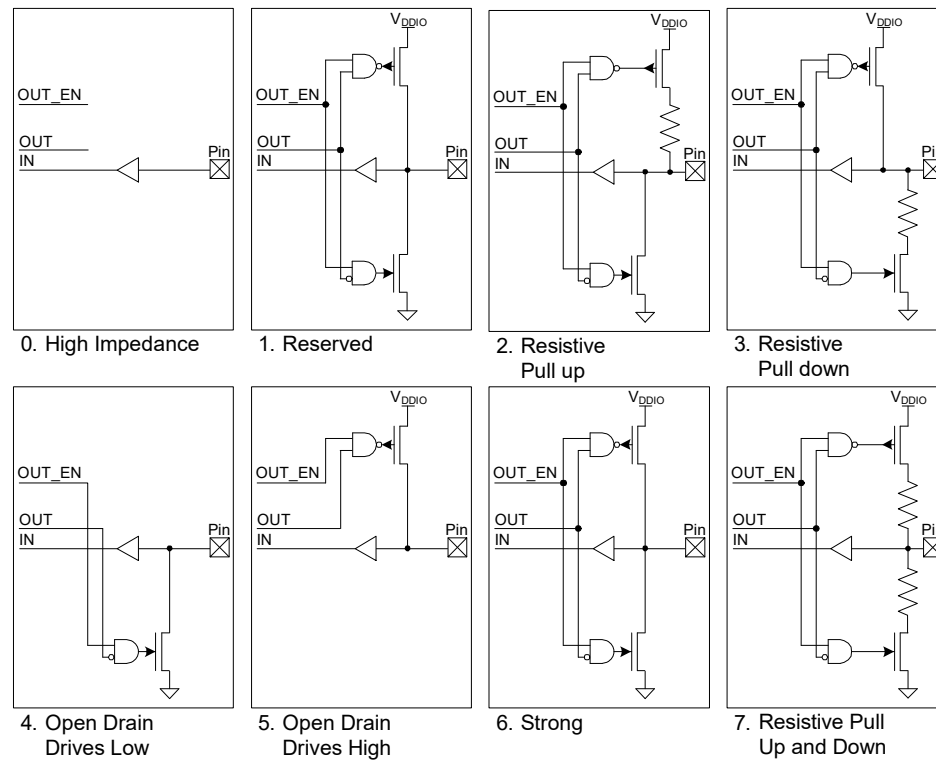 VDDIO
OUT_EN
OUT
IN
Pin
0. High Impedance
VDDIO
OUT_EN
OUT
IN
Pin
1. Reserved
VDDIO
OUT_EN
OUT
IN
Pin
2. Resistive
Pull up
VDDIO
OUT_EN
OUT
IN
Pi
3. Resistive
Pull down
OUT_EN
OUT
IN
Pin
4. Open Drain
Drives Low
VDDIO
OUT_EN
OUT
IN
Pin
5. Open Drain
Drives High
VDDIO
OUT_EN
OUT
IN
Pin
6. Strong
VDDIO
OUT_EN
OUT
IN
Pi
7. Resistive Pull
Up and Down